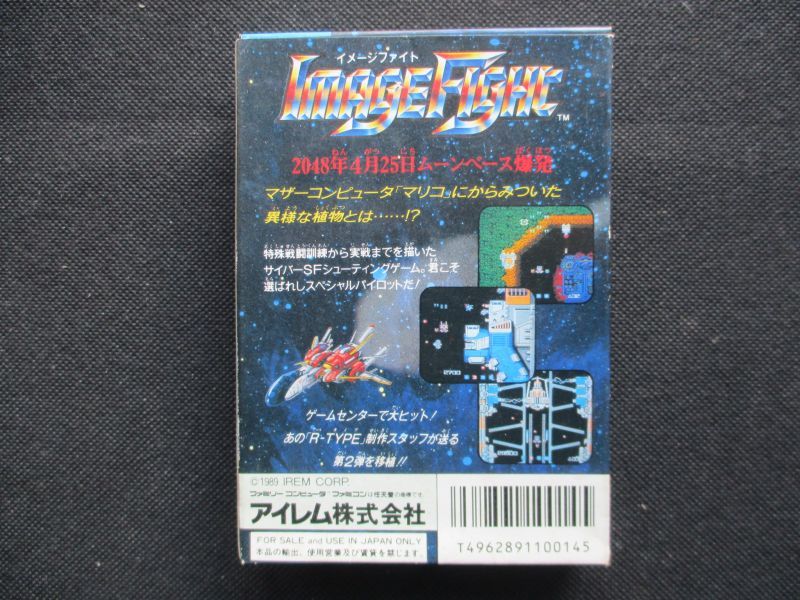 イメージファイト
IMAGEFIGHT
TM
2048年4月25日ムーンベース爆発
マザーコンピュータ「マリコ」にからみついた
異様な植物とは……!?
特殊戦闘訓練から実戦までを描いた
サイバーSFシューティングゲーム。君こそ
選ばれしスペシャルパイロットだ!
2700
ゲームセンターで大ヒット!
あの「R-TYPE」制作スタッフが送る
第2弾を移植!!
©1989 IREM CORP.
ファミリーコンピュータ・ファミコンは任天堂の商標です
アイレム株式会社
FOR SALE and USE IN JAPAN ONLY
本品の輸出、使用営業及び賃貸を禁じます。
T4962891100145